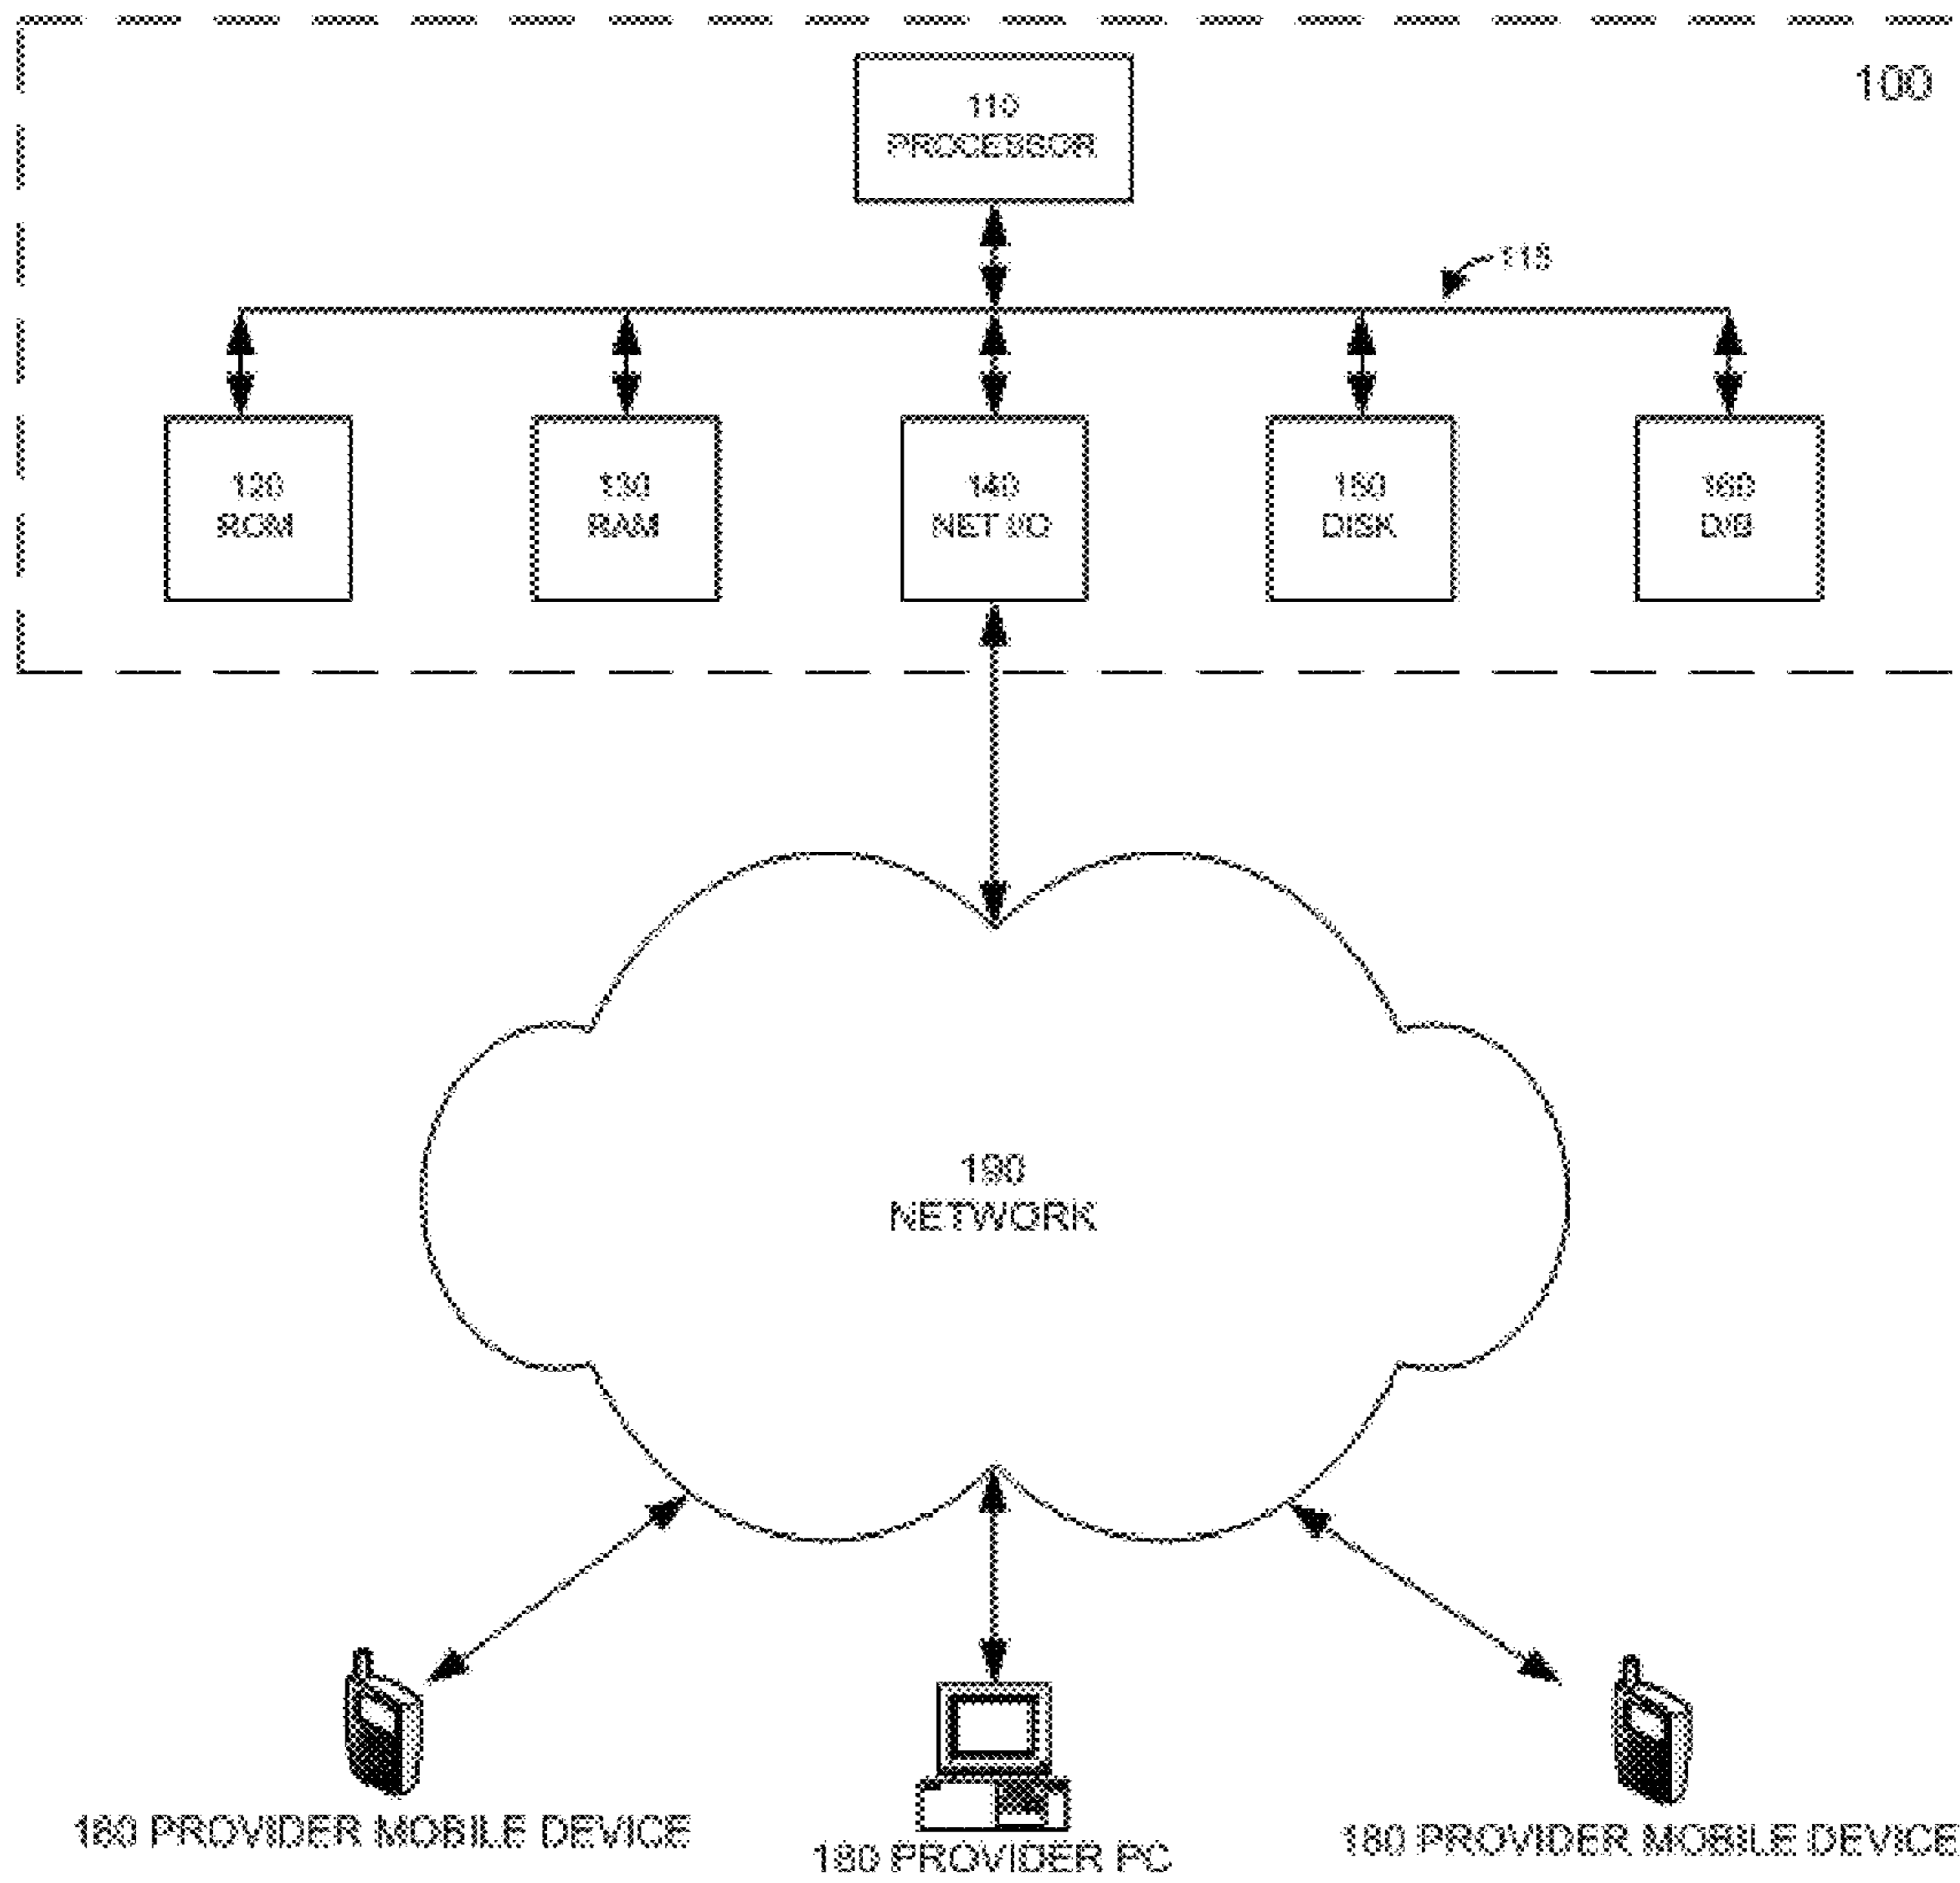 100
110
PROCESSOR
115
120
ROM
130
RAM
140
NET I/O
150
DISK
160
D/B
190
NETWORK
180 PROVIDER MOBILE DEVICE
180 PROVIDER PC
180 PROVIDER MOBILE DEVICE